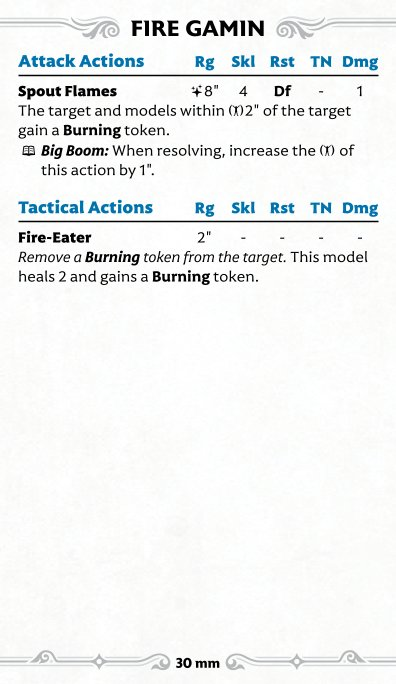 FIRE GAMIN
Attack Actions Rg Skl Rst TN Dmg
Spout Flames 8" 4 Df - 1
The target and models within 2" of the target
gain a Burning token.
Big Boom: When resolving, increase the of
this action by 1".
Tactical Actions Rg Skl Rst TN Dmg
Fire-Eater 2" - - - -
Remove a Burning token from the target. This model
heals 2 and gains a Burning token.
30 mm